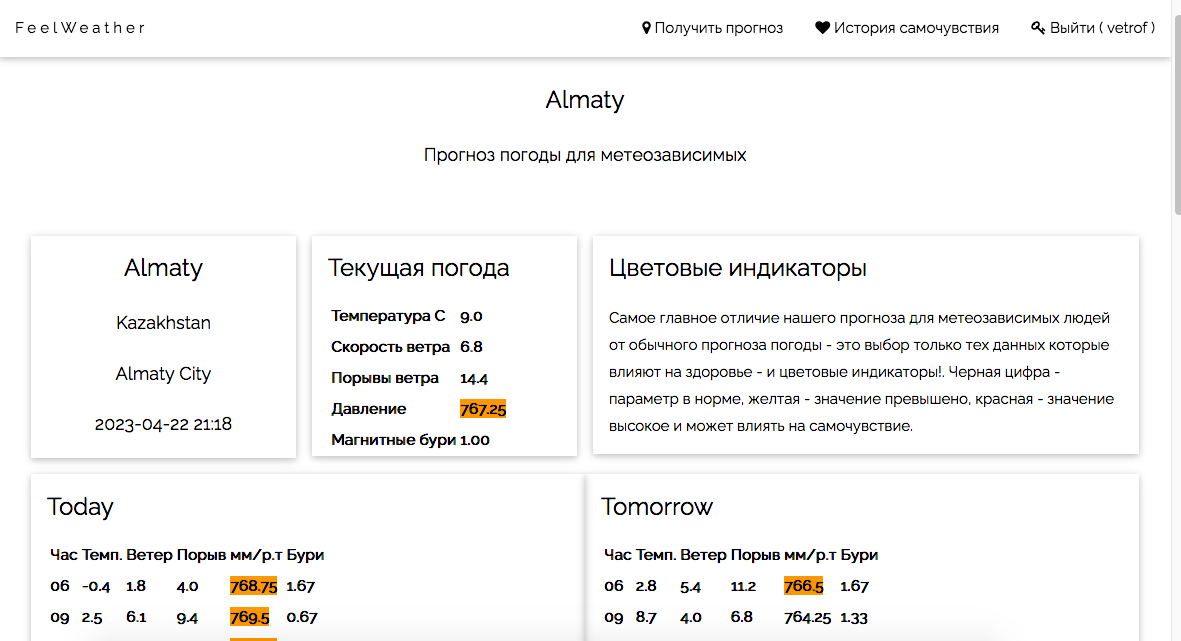 FeelWeather
Получить прогноз
История самочувствия
Выйти ( vetrof )
Almaty
Прогноз погоды для метеозависимых
Almaty
Kazakhstan
Almaty City
2023-04-22 21:18
Текущая погода
Температура С 9.0
Скорость ветра 6.8
Порывы ветра 14.4
Давление 767.25
Магнитные бури 1.00
Цветовые индикаторы
Самое главное отличие нашего прогноза для метеозависимых людей
от обычного прогноза погоды - это выбор только тех данных которые
влияют на здоровье - и цветовые индикаторы!. Черная цифра -
параметр в норме, желтая - значение превышено, красная - значение
высокое и может влиять на самочувствие.
Today
Час Темп. Ветер Порыв мм/р.т Бури
06 -0.4 1.8 4.0 768.75 1.67
09 2.5 6.1 9.4 769.5 0.67
Tomorrow
Час Темп. Ветер Порыв мм/р.т Бури
06 2.8 5.4 11.2 766.5 1.67
09 8.7 4.0 6.8 764.25 1.33